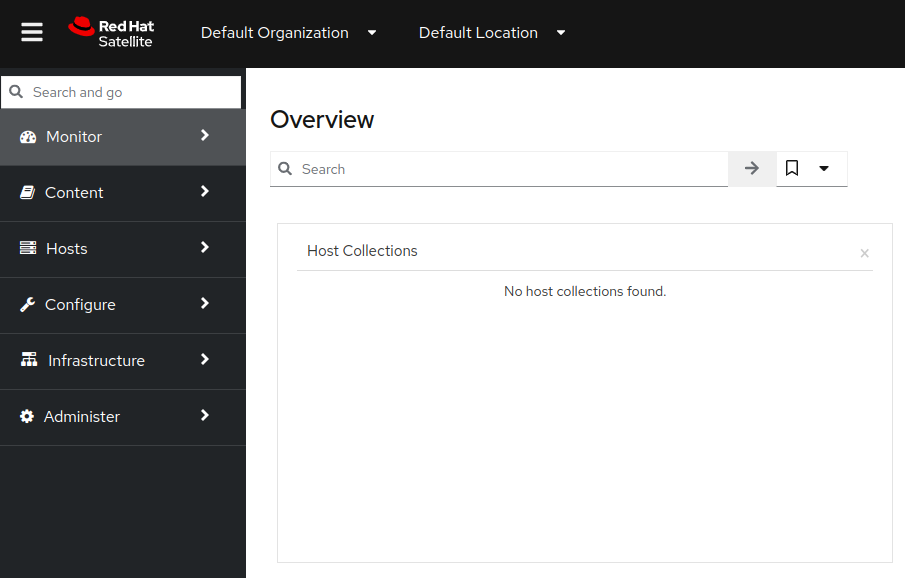 Red Hat
Satellite
Default Organization
Default Location
Search and go
Monitor
Content
Hosts
Configure
Infrastructure
Administer
Overview
Search
Host Collections
x
No host collections found.